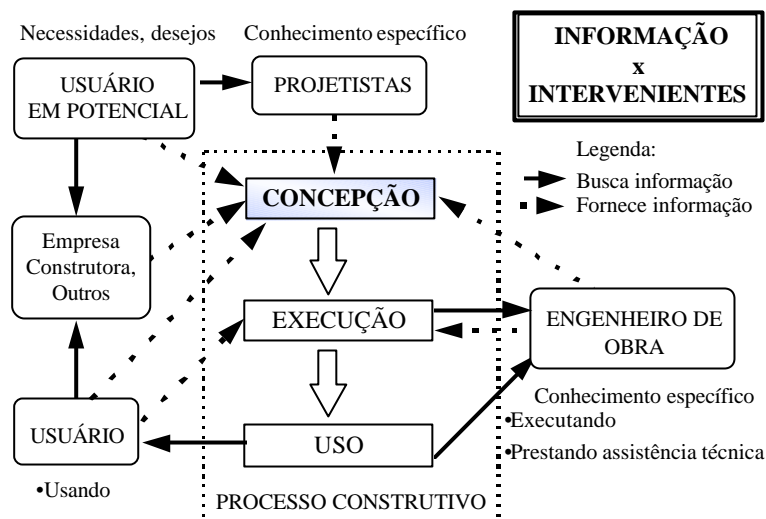 Necessidades, desejos
Conhecimento específico
INFORMAÇÃO
x
INTERVENIENTES
USUÁRIO
EM POTENCIAL
PROJETISTAS
Legenda:
Busca informação
Fornece informação
CONCEPÇÃO
Empresa
Construtora,
Outros
EXECUÇÃO
ENGENHEIRO DE
OBRA
Conhecimento específico
•Executando
•Prestando assistência técnica
USUÁRIO
USO
•Usando
PROCESSO CONSTRUTIVO